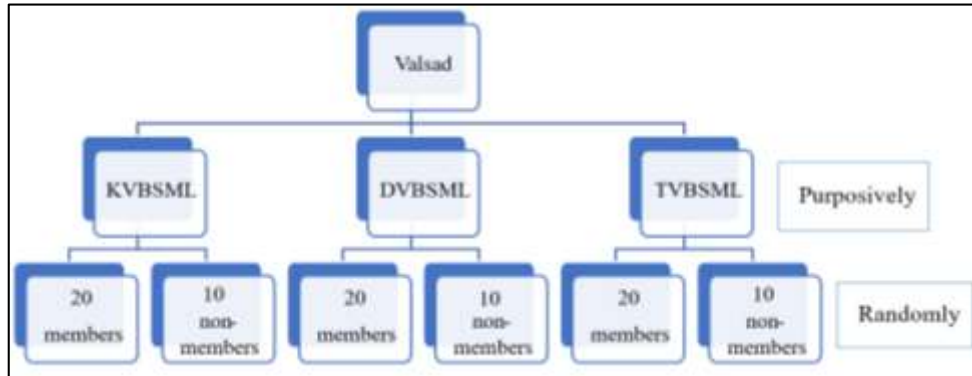 Valsad
KVBSML
DVBSML
TVBSML
Purposively
20
members
10
non-
members
20
members
10
non-
members
20
members
10
non-
members
Randomly